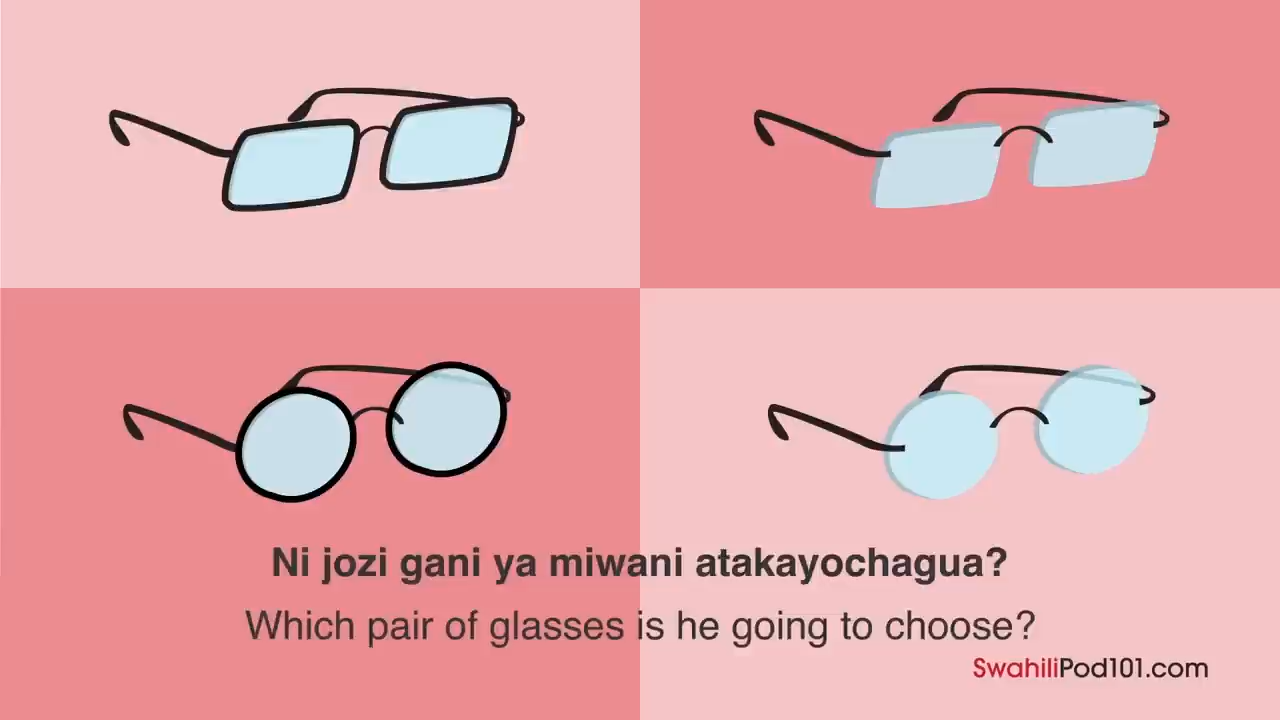 Ni jozi gani ya miwani atakayochagua?
Which pair of glasses is he going to choose?
SwahiliPod101.com